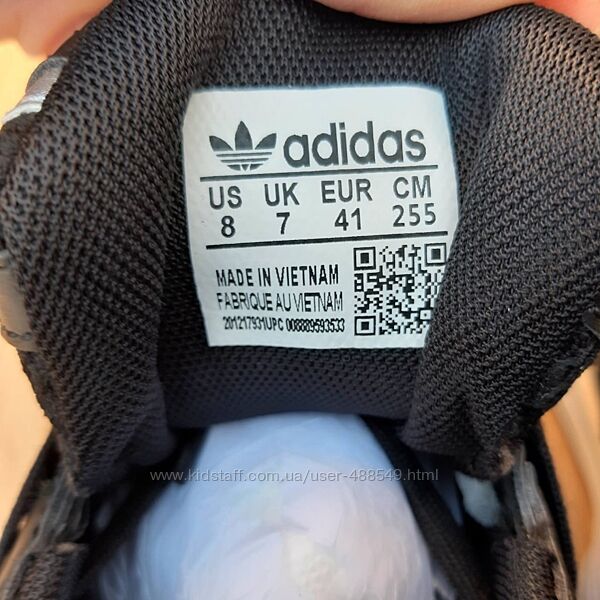 adidas
US UK EUR CM
8 7 41 255
MADE IN VIETNAM
FABRIQUE AU VIETNAM
201217931UPC 008889593533
www.kidstaff.com.ua/user-488549.html